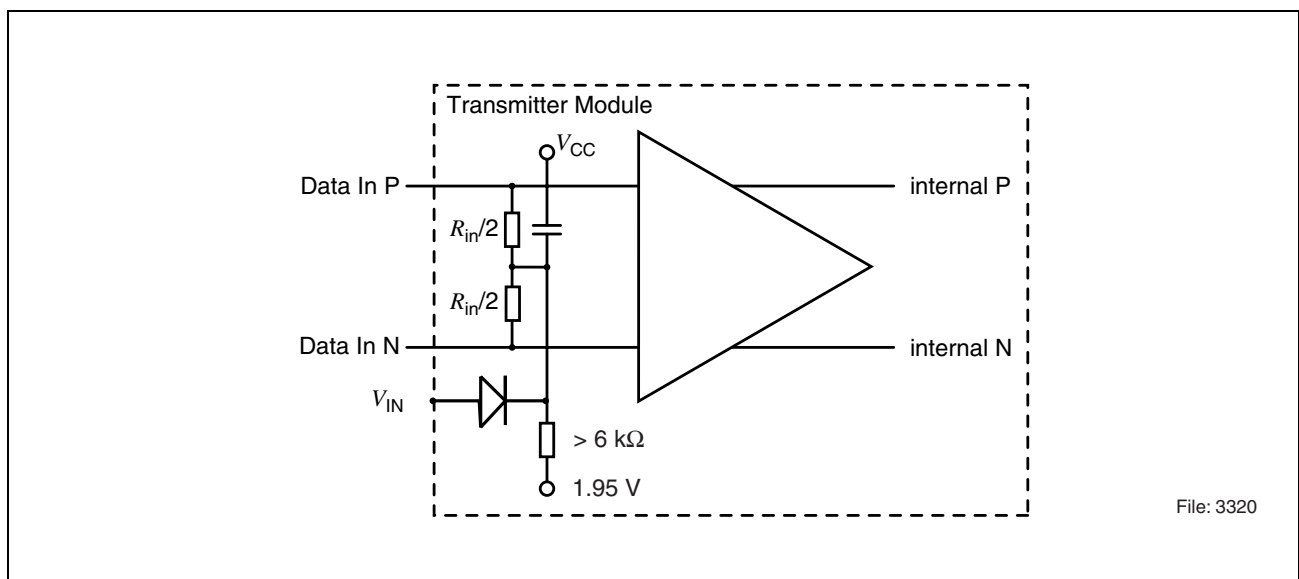 Transmitter Module
VCC
Data In P
internal P
Rin/2
Rin/2
Data In N
internal N
VIN
> 6 kΩ
1.95 V
File: 3320